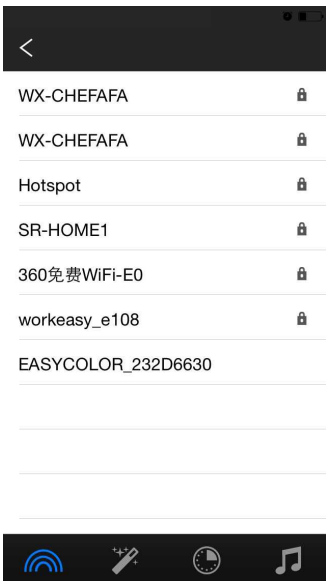 WX-CHEFAFA
WX-CHEFAFA
Hotspot
SR-HOME1
360免费WiFi-E0
workeasy_e108
EASYCOLOR_232D6630